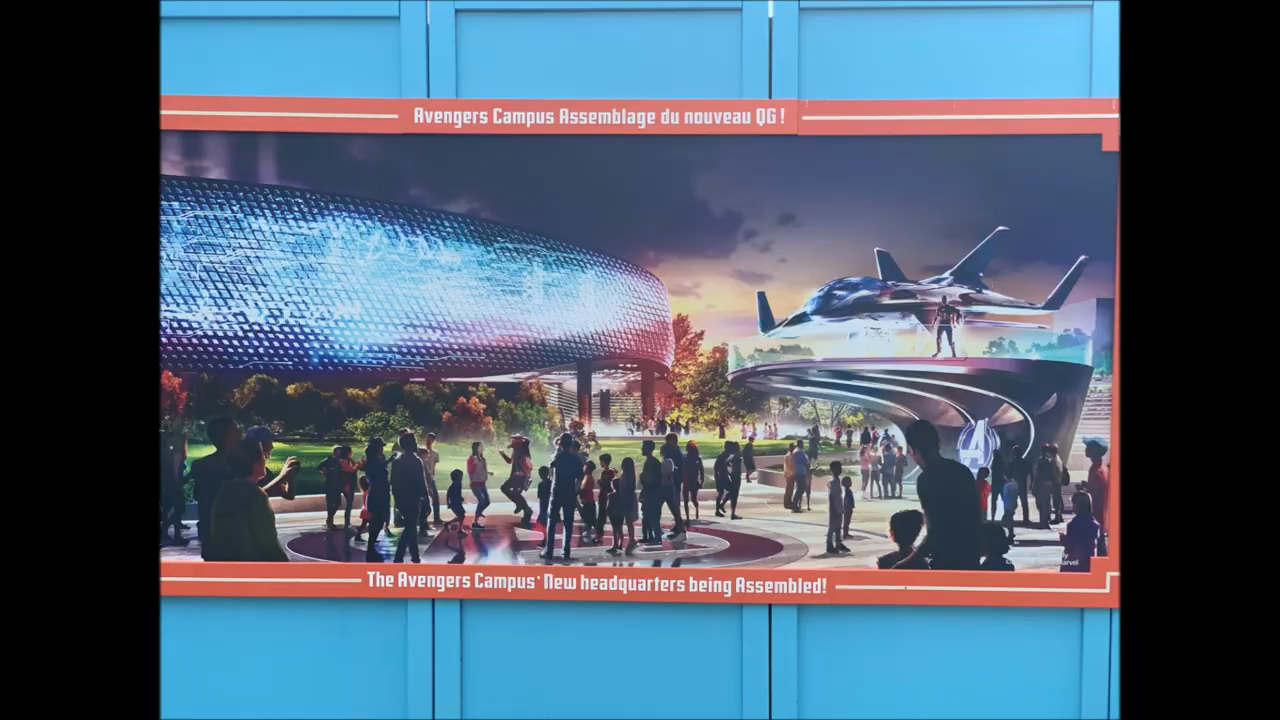 Avengers Campus Assemblage du nouveau QG !
The Avengers Campus' New headquarters being Assembled!